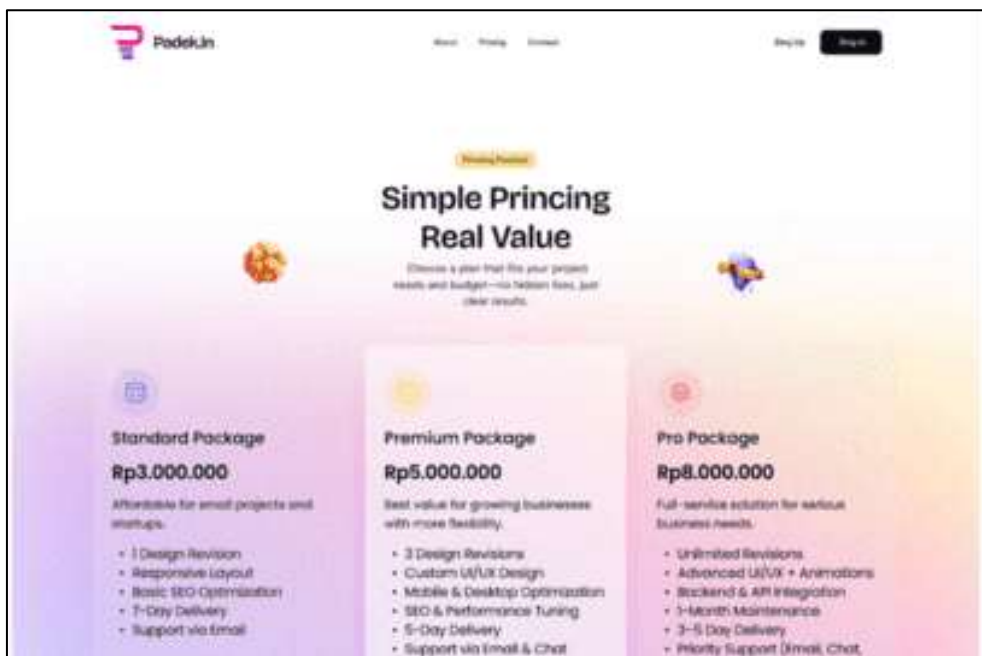 Padek.In
About Pricing Contact
Sing Up Sing In
Princing Packed
Simple Princing
Real Value
Choose a plan that fits your project
needs and budget—no hidden fees, just
clear results.
Standard Package
Rp3.000.000
Affordable for small projects and
startups.
• 1 Design Revision
• Responsive Layout
• Basic SEO Optimization
• 7-Day Delivery
• Support via Email
Premium Package
Rp5.000.000
Best value for growing businesses
with more flexibility.
• 3 Design Revisions
• Custom UI/UX Design
• Mobile & Desktop Optimization
• SEO & Performance Tuning
• 5-Day Delivery
• Support via Email & Chat
Pro Package
Rp8.000.000
Full-service solution for serious
business needs.
• Unlimited Revisions
• Advanced UI/UX + Animations
• Backend & API Integration
• 1-Month Maintenance
• 3-5 Day Delivery
• Priority Support (Email, Chat,